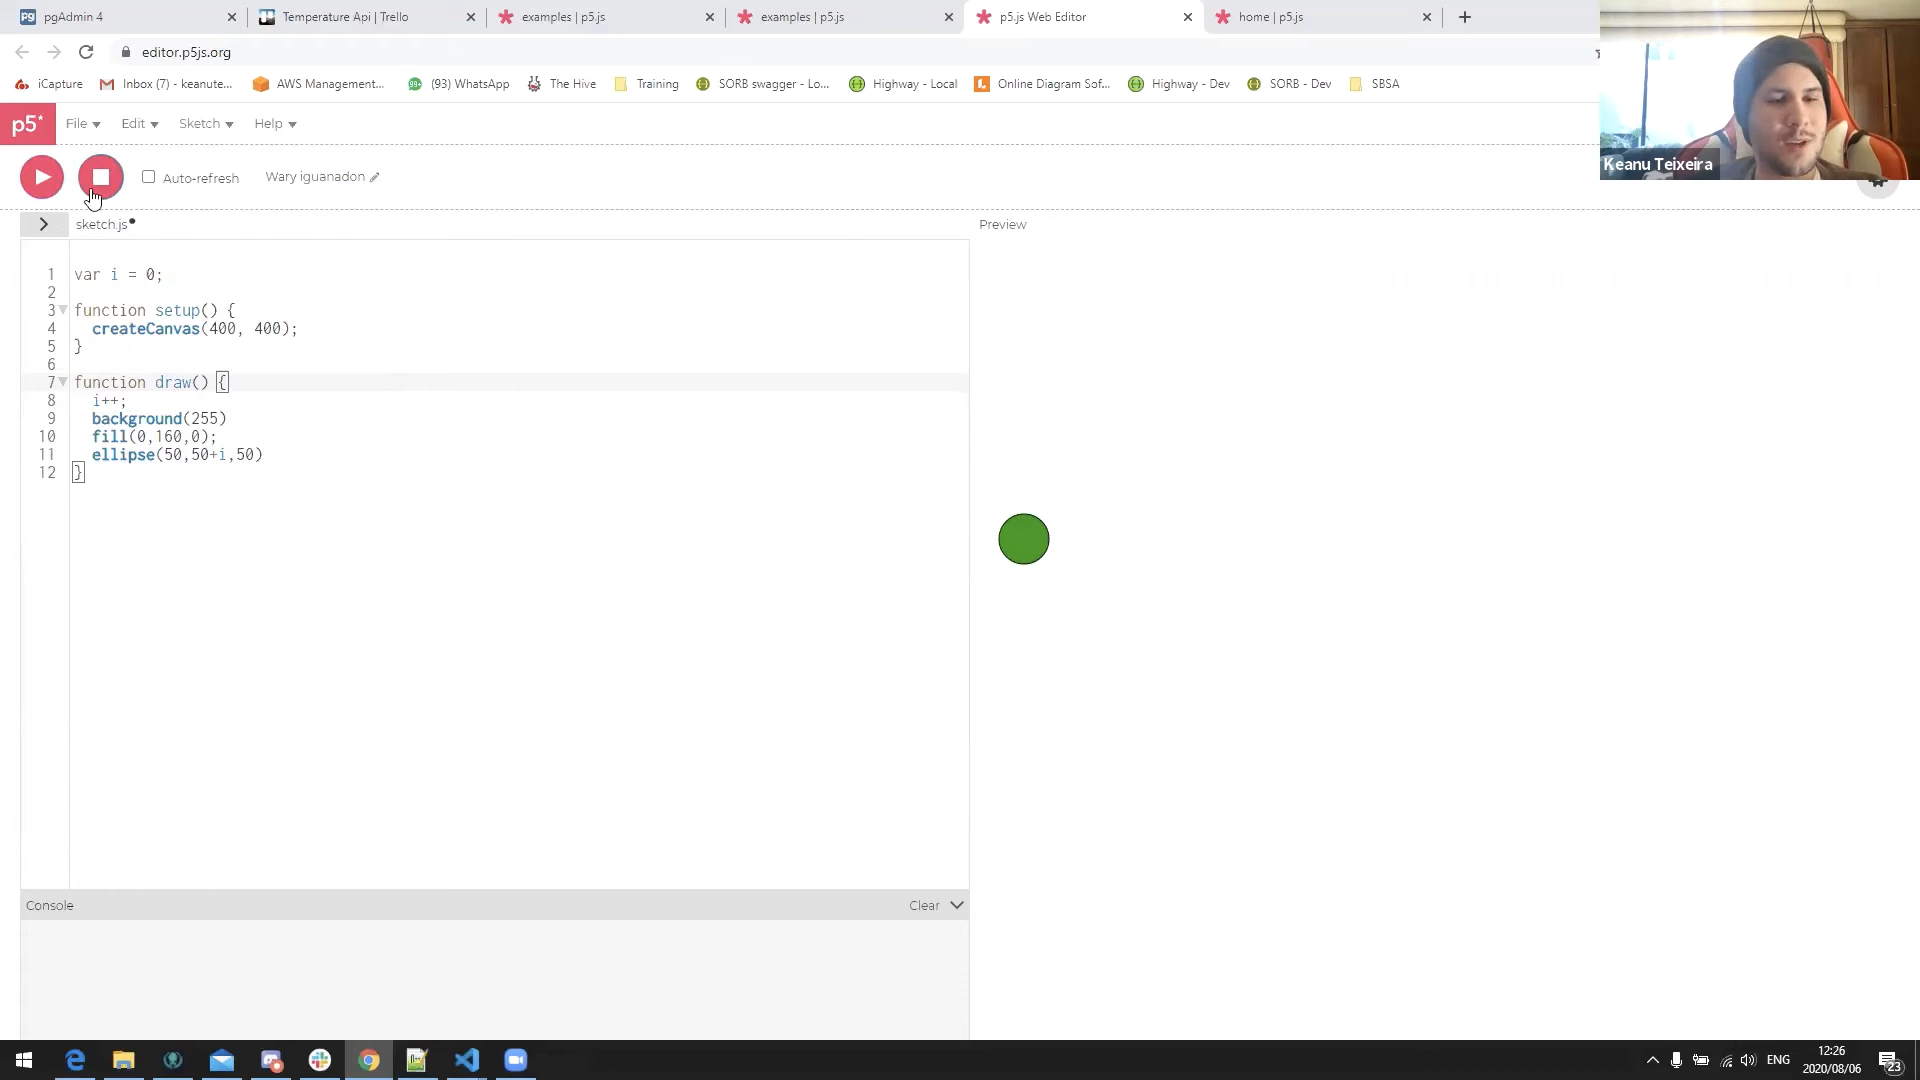 pgAdmin 4
Temperature Api | Trello
examples | p5.js
examples | p5.js
p5.js Web Editor
home | p5.js
editor.p5js.org
iCapture
Inbox (7) - keanute...
AWS Management...
(93) WhatsApp
The Hive
Training
SORB swagger - Lo...
Highway - Local
Online Diagram Sof...
Highway - Dev
SORB - Dev
SBSA
p5*
File
Edit
Sketch
Help
Keanu Teixeira
Auto-refresh
Wary iguanadon
sketch.js
Preview
1 var i = 0;
2
3 function setup() {
4 createCanvas(400, 400);
5 }
6
7 function draw() {
8 i++;
9 background(255)
10 fill(0,160,0);
11 ellipse(50,50+i,50)
12 }
Console
Clear
ENG
12:26
2020/08/06
23